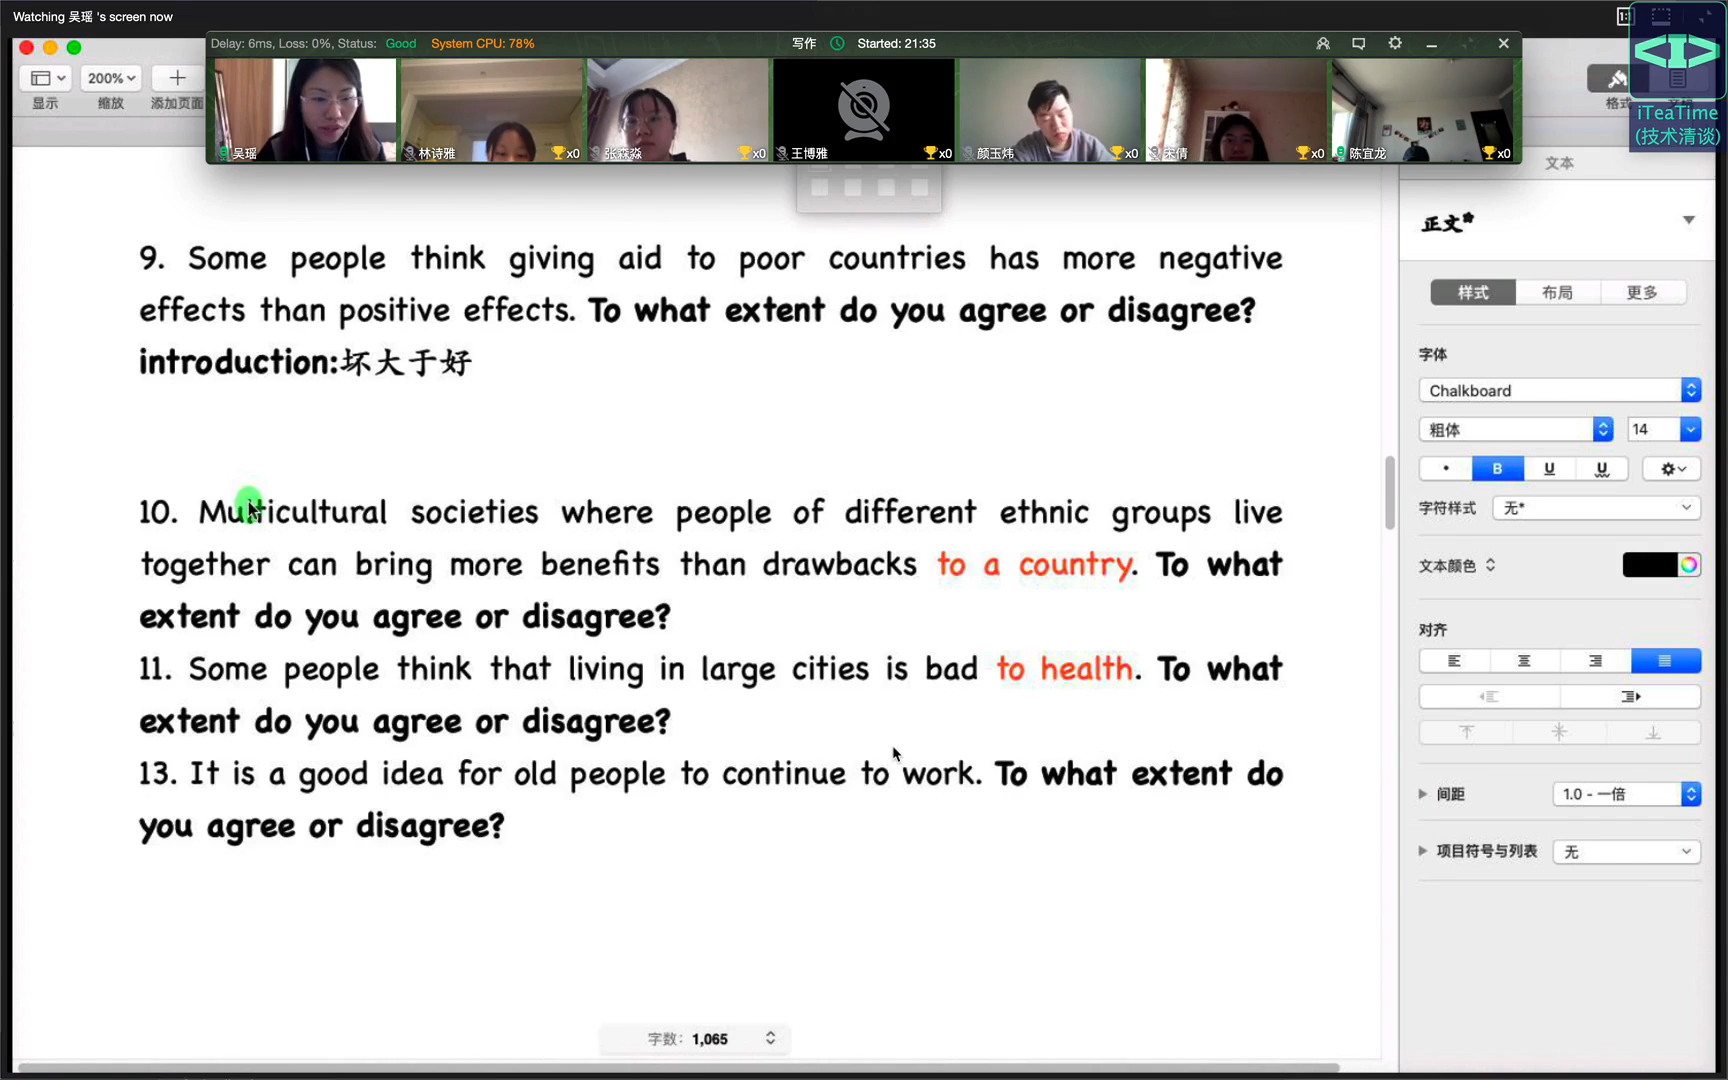 Watching 吴瑶 's screen now
Delay: 6ms, Loss: 0%, Status: Good System CPU: 78%
写作 Started: 21:35
200%
显示 缩放 添加页面
格式
iTeaTime
(技术清谈)
吴瑶
林诗雅 x0
张森淼 x0
王博雅 x0
颜玉炜 x0
宋倩 x0
陈宜龙 x0
9. Some people think giving aid to poor countries has more negative
effects than positive effects. To what extent do you agree or disagree?
introduction:坏大于好
10. Multicultural societies where people of different ethnic groups live
together can bring more benefits than drawbacks to a country. To what
extent do you agree or disagree?
11. Some people think that living in large cities is bad to health. To what
extent do you agree or disagree?
13. It is a good idea for old people to continue to work. To what extent do
you agree or disagree?
字数: 1,065
文本
正文*
样式 布局 更多
字体
Chalkboard
粗体 14
B U U
字符样式 无*
文本颜色
对齐
间距 1.0 - 一倍
项目符号与列表 无